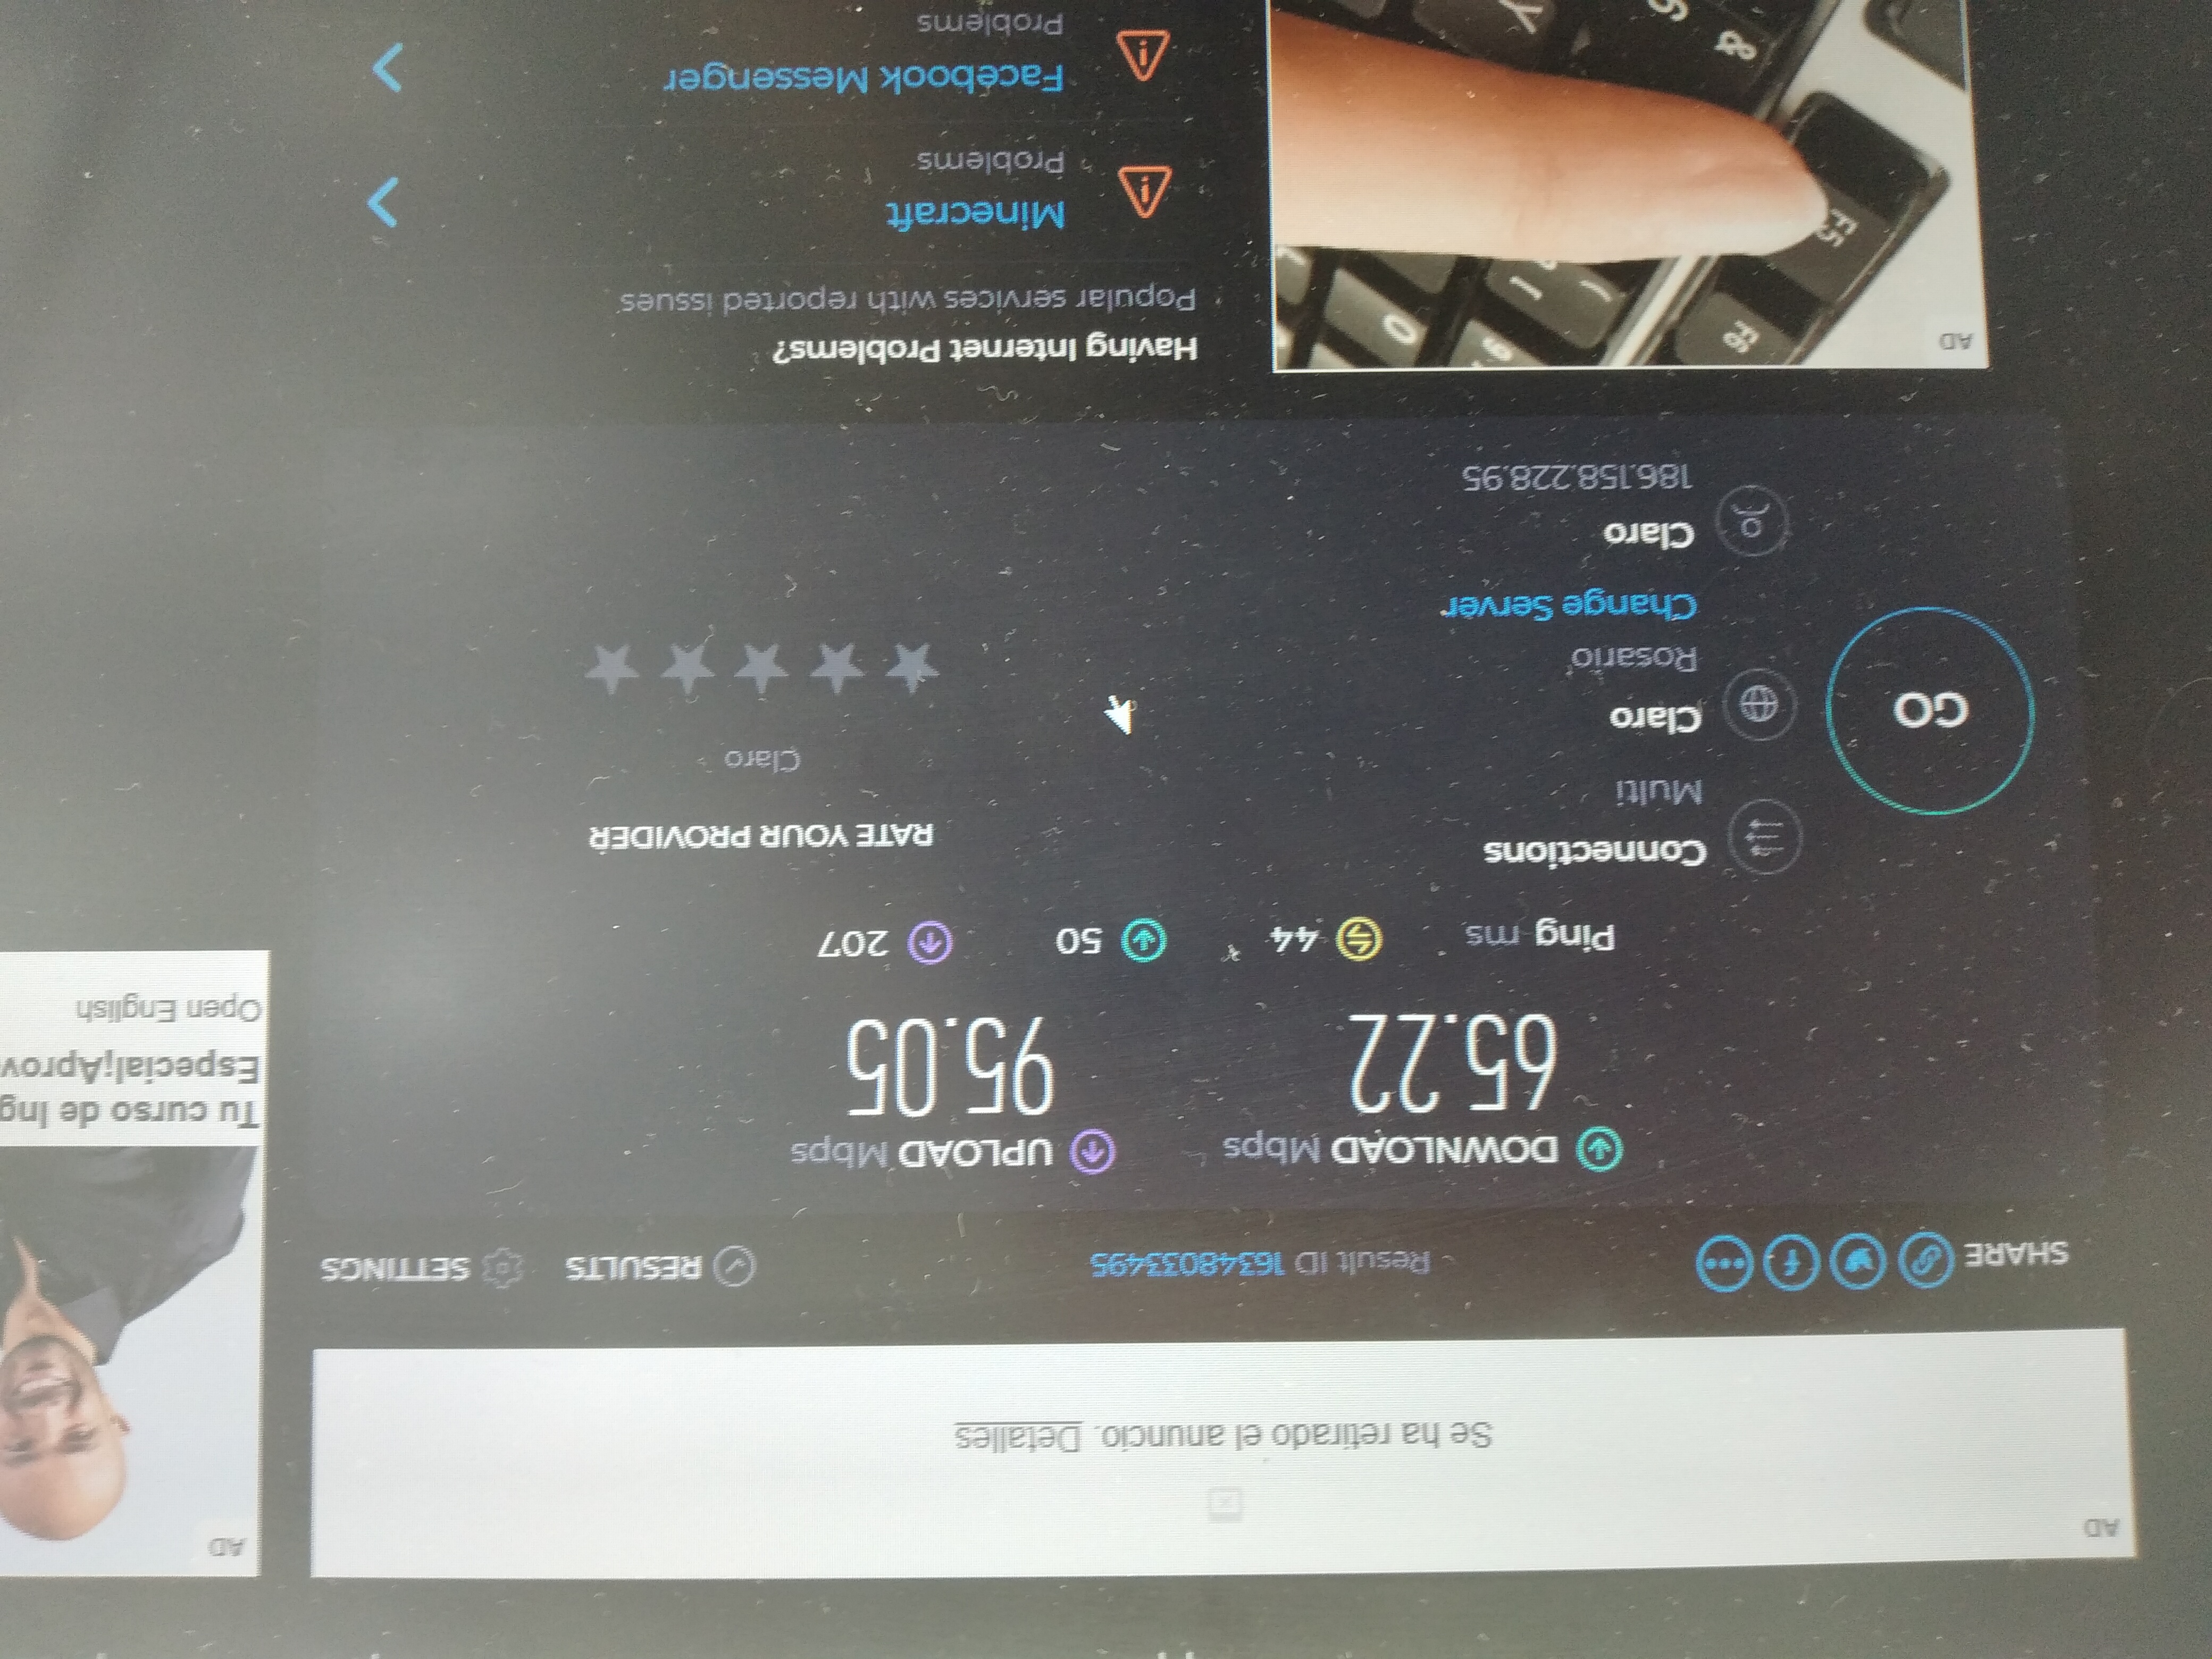 AD
Se ha retirado el anuncio. Detalles
AD
SHARE
Result ID 16348033495
RESULTS
SETTINGS
DOWNLOAD Mbps
65.22
UPLOAD Mbps
95.05
Tu curso de Ing
Especial¡Aprov
Open English
Ping ms 44 50 207
Connections
Multi
RATE YOUR PROVIDER
Claro
GO
Claro
Rosario
Change Server
Claro
186.158.228.95
AD
F6
F5
0
&
Y
Having Internet Problems?
Popular services with reported issues
Minecraft
Problems
Facebook Messenger
Problems